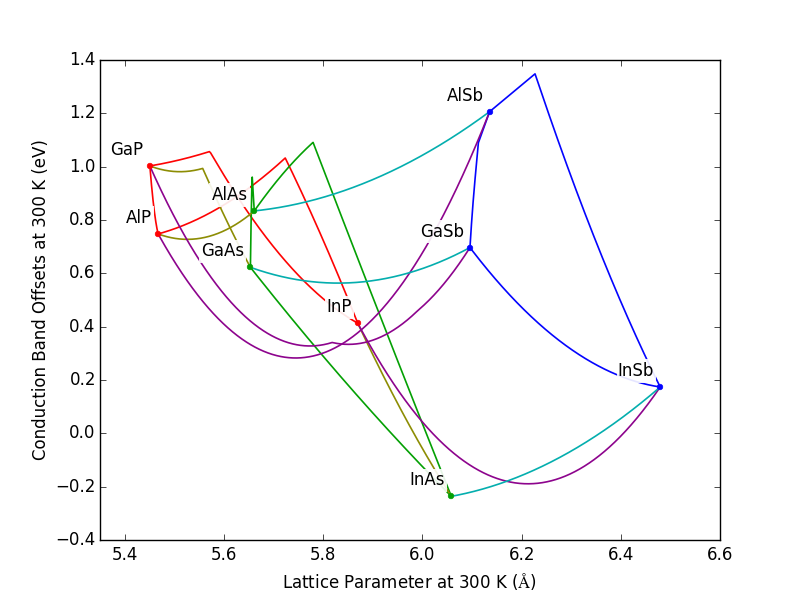 1.4
1.2
1.0
0.8
0.6
0.4
0.2
0.0
−0.2
−0.4
Conduction Band Offsets at 300 K (eV)
AlSb
GaP
AlAs
AlP
GaSb
GaAs
InP
InSb
InAs
5.4 5.6 5.8 6.0 6.2 6.4 6.6
Lattice Parameter at 300 K (Å)